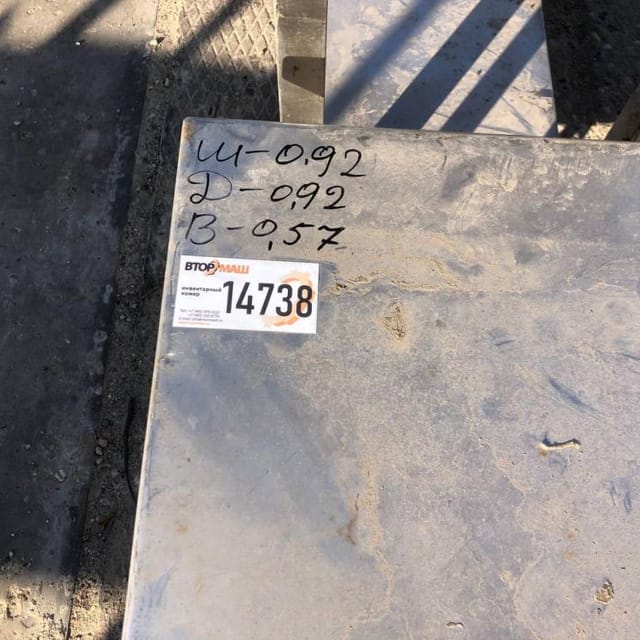 Ш-0,92
Д-0,92
В-0,57
ВТОРМАШ
инвентарный
номер
14738